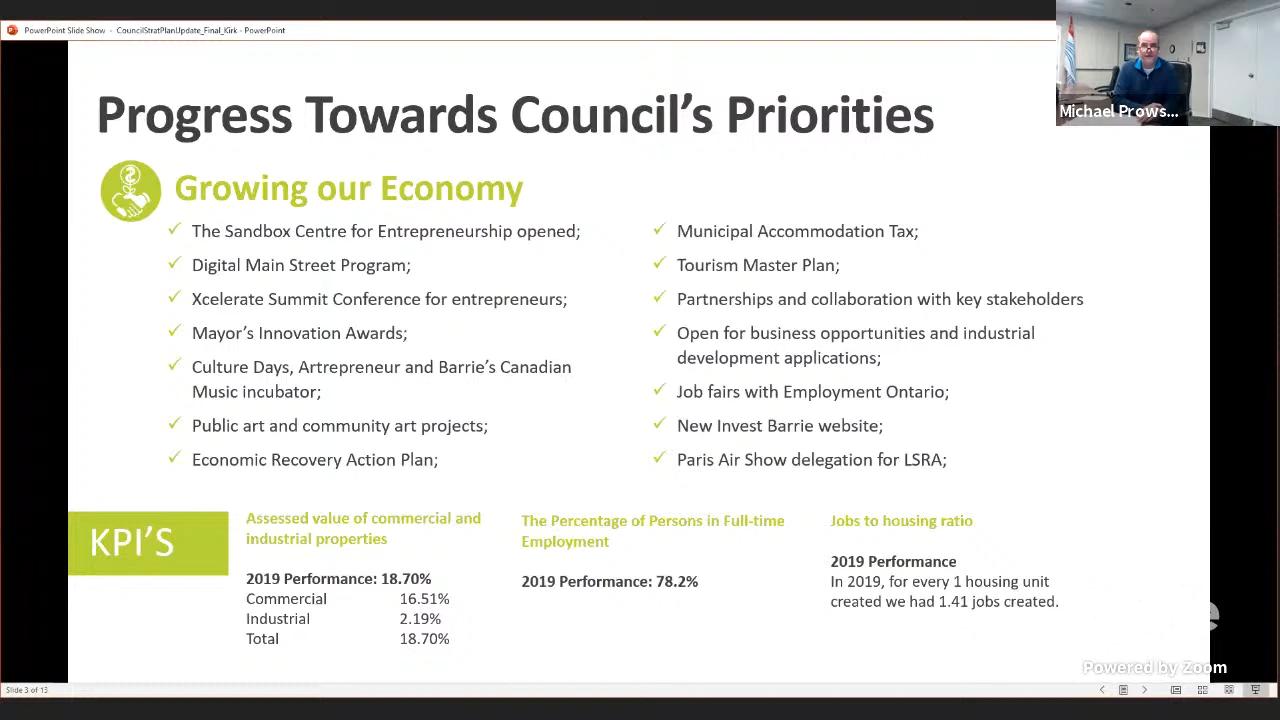 PowerPoint Slide Show - CouncilStratPlanUpdate_Final_Kirk - PowerPoint
Michael Prows...
Progress Towards Council's Priorities
Growing our Economy
The Sandbox Centre for Entrepreneurship opened;
Digital Main Street Program;
Xcelerate Summit Conference for entrepreneurs;
Mayor's Innovation Awards;
Culture Days, Artrepreneur and Barrie's Canadian
Music incubator;
Public art and community art projects;
Economic Recovery Action Plan;
Municipal Accommodation Tax;
Tourism Master Plan;
Partnerships and collaboration with key stakeholders
Open for business opportunities and industrial
development applications;
Job fairs with Employment Ontario;
New Invest Barrie website;
Paris Air Show delegation for LSRA;
KPI'S
Assessed value of commercial and
industrial properties
2019 Performance: 18.70%
Commercial 16.51%
Industrial 2.19%
Total 18.70%
The Percentage of Persons in Full-time
Employment
2019 Performance: 78.2%
Jobs to housing ratio
2019 Performance
In 2019, for every 1 housing unit
created we had 1.41 jobs created.
Powered by Zoom
Slide 3 of 13